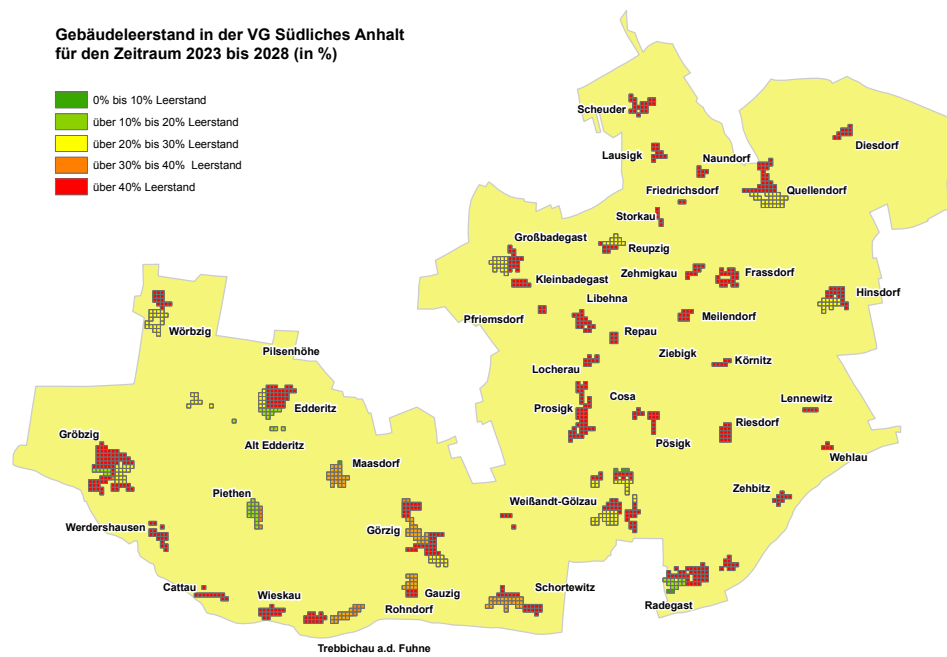 Gebäudeleerstand in der VG Südliches Anhalt
für den Zeitraum 2023 bis 2028 (in %)
0% bis 10% Leerstand
über 10% bis 20% Leerstand
über 20% bis 30% Leerstand
über 30% bis 40% Leerstand
über 40% Leerstand
Scheuder
Diesdorf
Lausigk
Naundorf
Friedrichsdorf
Quellendorf
Storkau
Großbadegast
Reupzig
Zehmigkau
Frassdorf
Kleinbadegast
Hinsdorf
Libehna
Pfriemsdorf
Meilendorf
Wörbzig
Repau
Pilsenhöhe
Ziebigk
Körnitz
Locherau
Edderitz
Cosa
Lennewitz
Prosigk
Gröbzig
Alt Edderitz
Pösigk
Riesdorf
Maasdorf
Wehlau
Piethen
Weißandt-Gölzau
Zehbitz
Werdershausen
Görzig
Cattau
Wieskau
Gauzig
Schortewitz
Rohndorf
Radegast
Trebbichau a.d. Fuhne